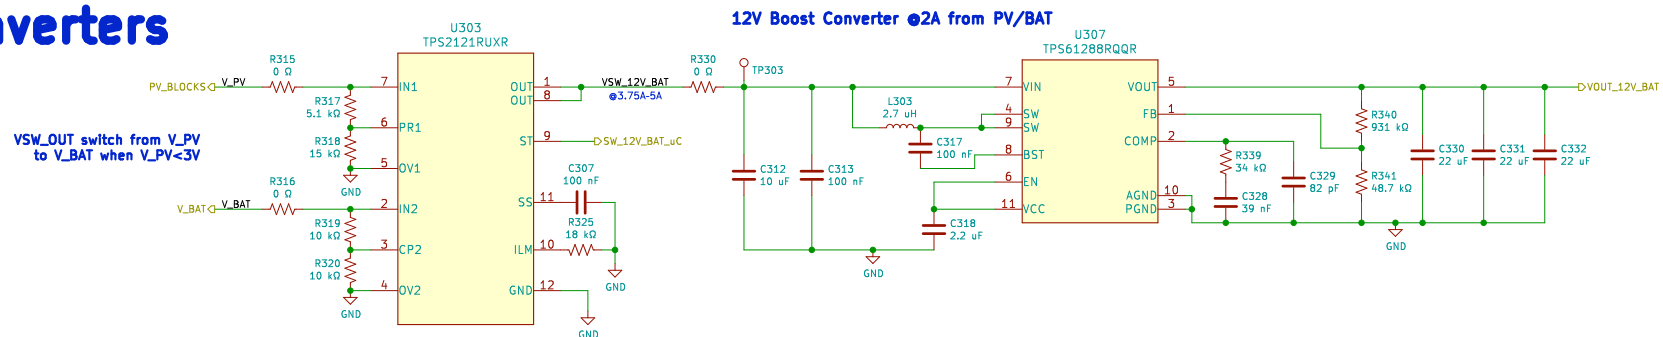 nverters
12V Boost Converter @2A from PV/BAT
U303
TPS2121RUXR
U307
TPS61288RQQR
R315
0 Ω
PV_BLOCKS
V_PV
7
IN1
OUT
1
OUT
8
VSW_12V_BAT
@3.75A-5A
R330
0 Ω
TP303
7
VIN
VOUT
5
VOUT_12V_BAT
R317
5.1 kΩ
6
PR1
L303
2.7 uH
4
SW
9
SW
FB
1
R340
931 kΩ
VSW_OUT switch from V_PV
to V_BAT when V_PV<3V
R318
15 kΩ
ST
9
SW_12V_BAT_uC
C317
100 nF
8
BST
COMP
2
R339
34 kΩ
C330
22 uF
C331
22 uF
C332
22 uF
5
OV1
GND
C307
100 nF
C312
10 uF
C313
100 nF
6
EN
C329
82 pF
R341
48.7 kΩ
R316
0 Ω
V_BAT
V_BAT
2
IN2
SS
11
11
VCC
AGND
10
PGND
3
C328
39 nF
R319
10 kΩ
R325
18 kΩ
C318
2.2 uF
3
CP2
ILM
10
GND
GND
R320
10 kΩ
GND
4
OV2
GND
12
GND
GND